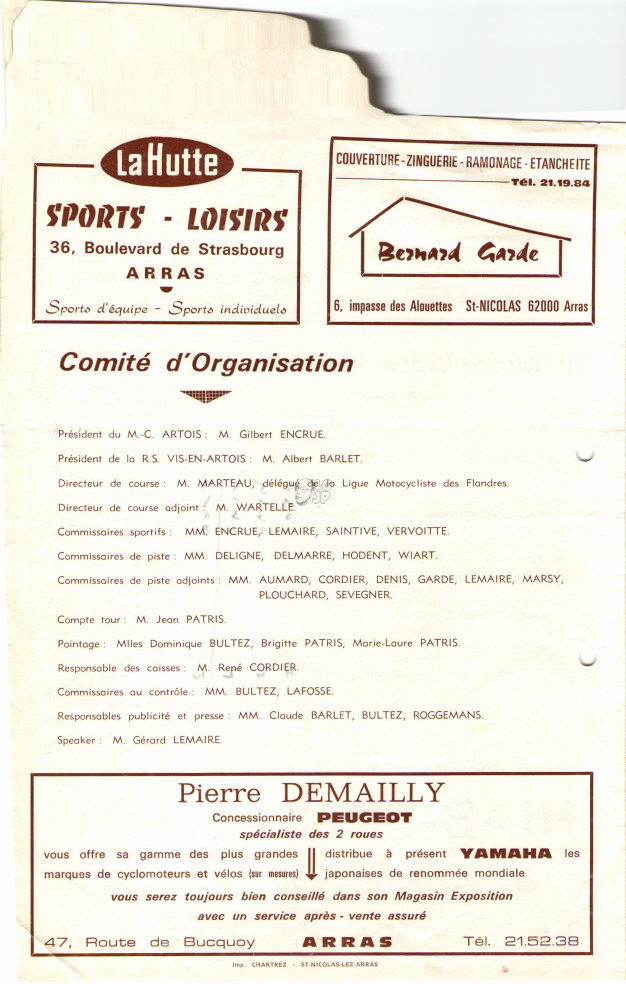 La Hutte
SPORTS - LOISIRS
36, Boulevard de Strasbourg
ARRAS
Sports d'équipe - Sports individuels
COUVERTURE - ZINGUERIE - RAMONAGE - ETANCHEITE
Tél. 21.19.84
Bernard Garde
6, impasse des Alouettes St-NICOLAS 62000 Arras
Comité d'Organisation
Président du M.-C. ARTOIS : M. Gilbert ENCRUE.
Président de la R.S. VIS-EN-ARTOIS : M. Albert BARLET.
Directeur de course : M. MARTEAU, délégué de la Ligue Motocycliste des Flandres.
Directeur de course adjoint : M. WARTELLE.
Commissaires sportifs : MM. ENCRUE, LEMAIRE, SAINTIVE, VERVOITTE.
Commissaires de piste : MM. DELIGNE, DELMARRE, HODENT, WIART.
Commissaires de piste adjoints : MM. AUMARD, CORDIER, DENIS, GARDE, LEMAIRE, MARSY,
PLOUCHARD, SEVEGNER.
Compte tour : M. Jean PATRIS.
Pointage : Mlles Dominique BULTEZ, Brigitte PATRIS, Marie-Laure PATRIS.
Responsable des caisses : M. René CORDIER.
Commissaires au contrôle : MM. BULTEZ, LAFOSSE.
Responsables publicité et presse : MM. Claude BARLET, BULTEZ, ROGGEMANS.
Speaker : M. Gérard LEMAIRE.
Pierre DEMAILLY
Concessionnaire PEUGEOT
spécialiste des 2 roues
vous offre sa gamme des plus grandes
marques de cyclomoteurs et vélos (sur mesures)
distribue à présent YAMAHA les
japonaises de renommée mondiale
vous serez toujours bien conseillé dans son Magasin Exposition
avec un service après - vente assuré
47, Route de Bucquoy ARRAS Tél. 21.52.38
Imp. CHARTREZ - ST-NICOLAS-LEZ-ARRAS